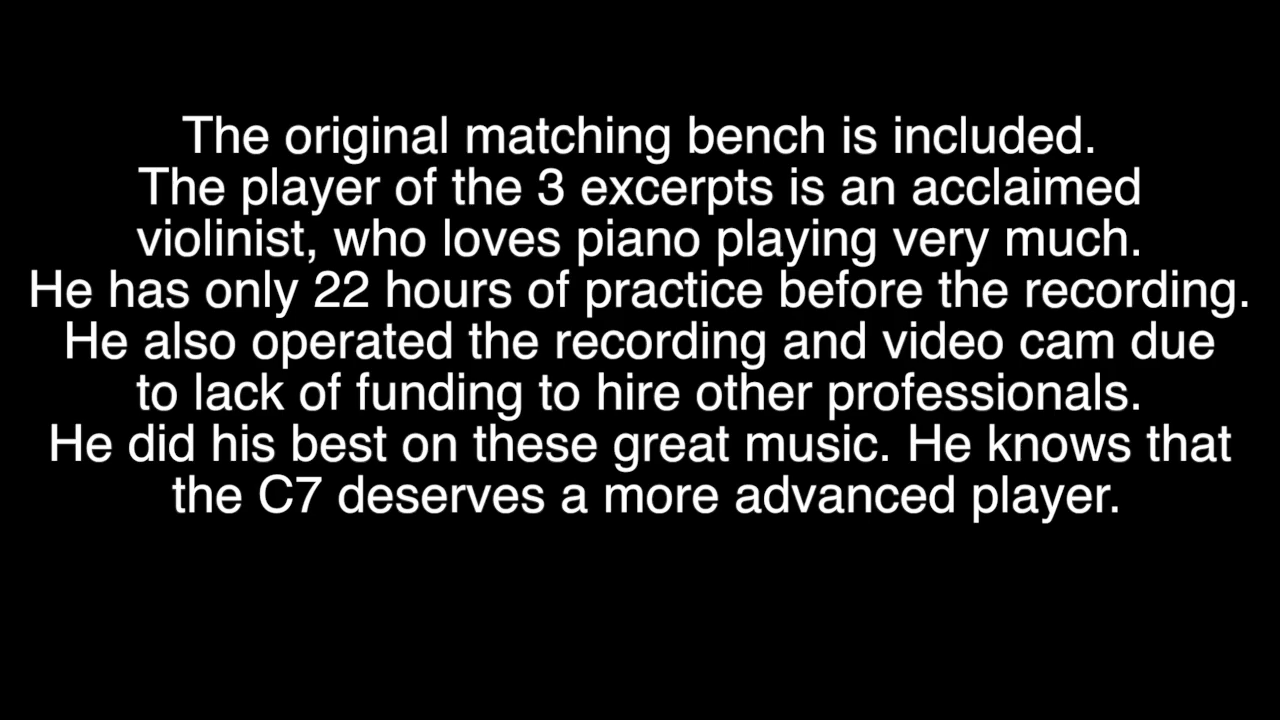 The original matching bench is included.
The player of the 3 excerpts is an acclaimed
violinist, who loves piano playing very much.
He has only 22 hours of practice before the recording.
He also operated the recording and video cam due
to lack of funding to hire other professionals.
He did his best on these great music. He knows that
the C7 deserves a more advanced player.